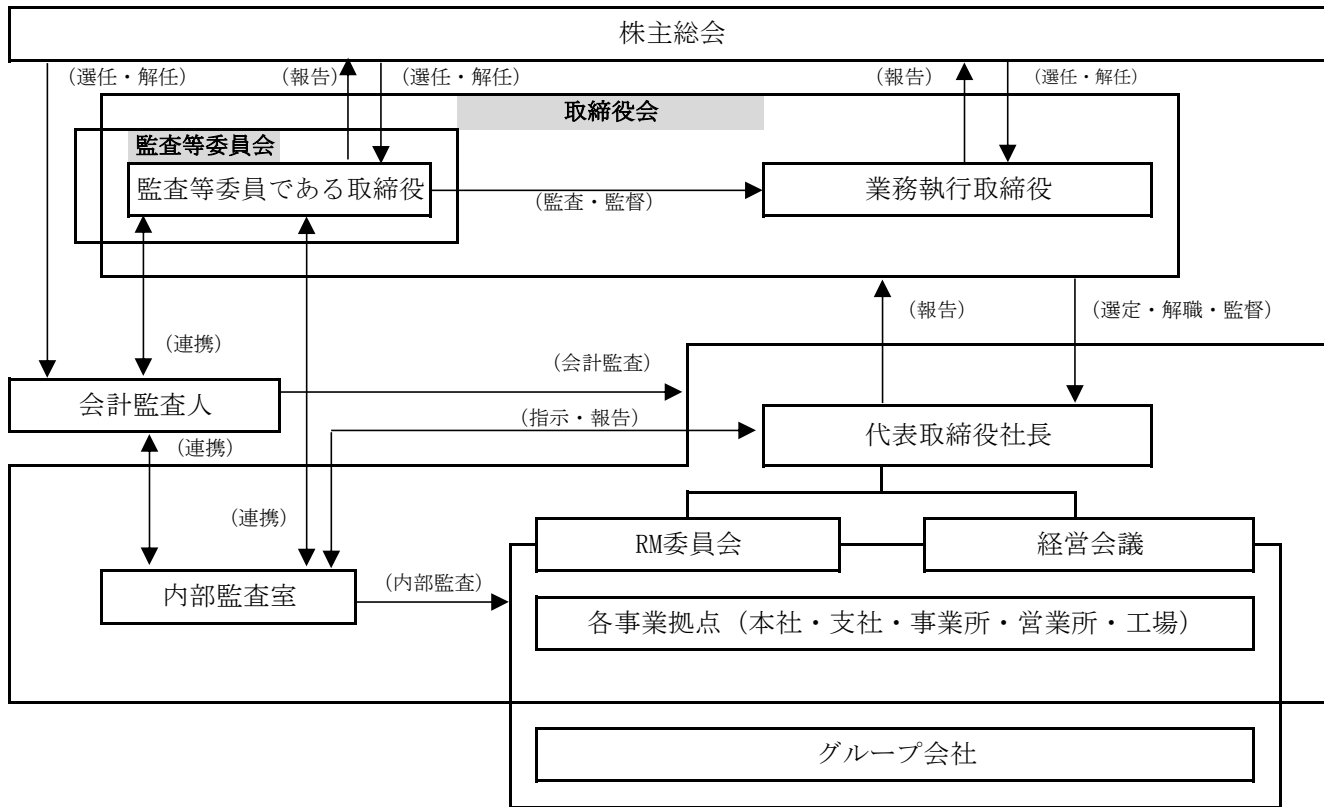 株主総会
(選任・解任)
(報告)
(選任・解任)
(報告)
(選任・解任)
取締役会
監査等委員会
監査等委員である取締役
(監査・監督)
業務執行取締役
(報告)
(選定・解職・監督)
(連携)
(会計監査)
会計監査人
(指示・報告)
代表取締役社長
(連携)
(連携)
RM委員会
経営会議
内部監査室
(内部監査)
各事業拠点（本社・支社・事業所・営業所・工場）
グループ会社